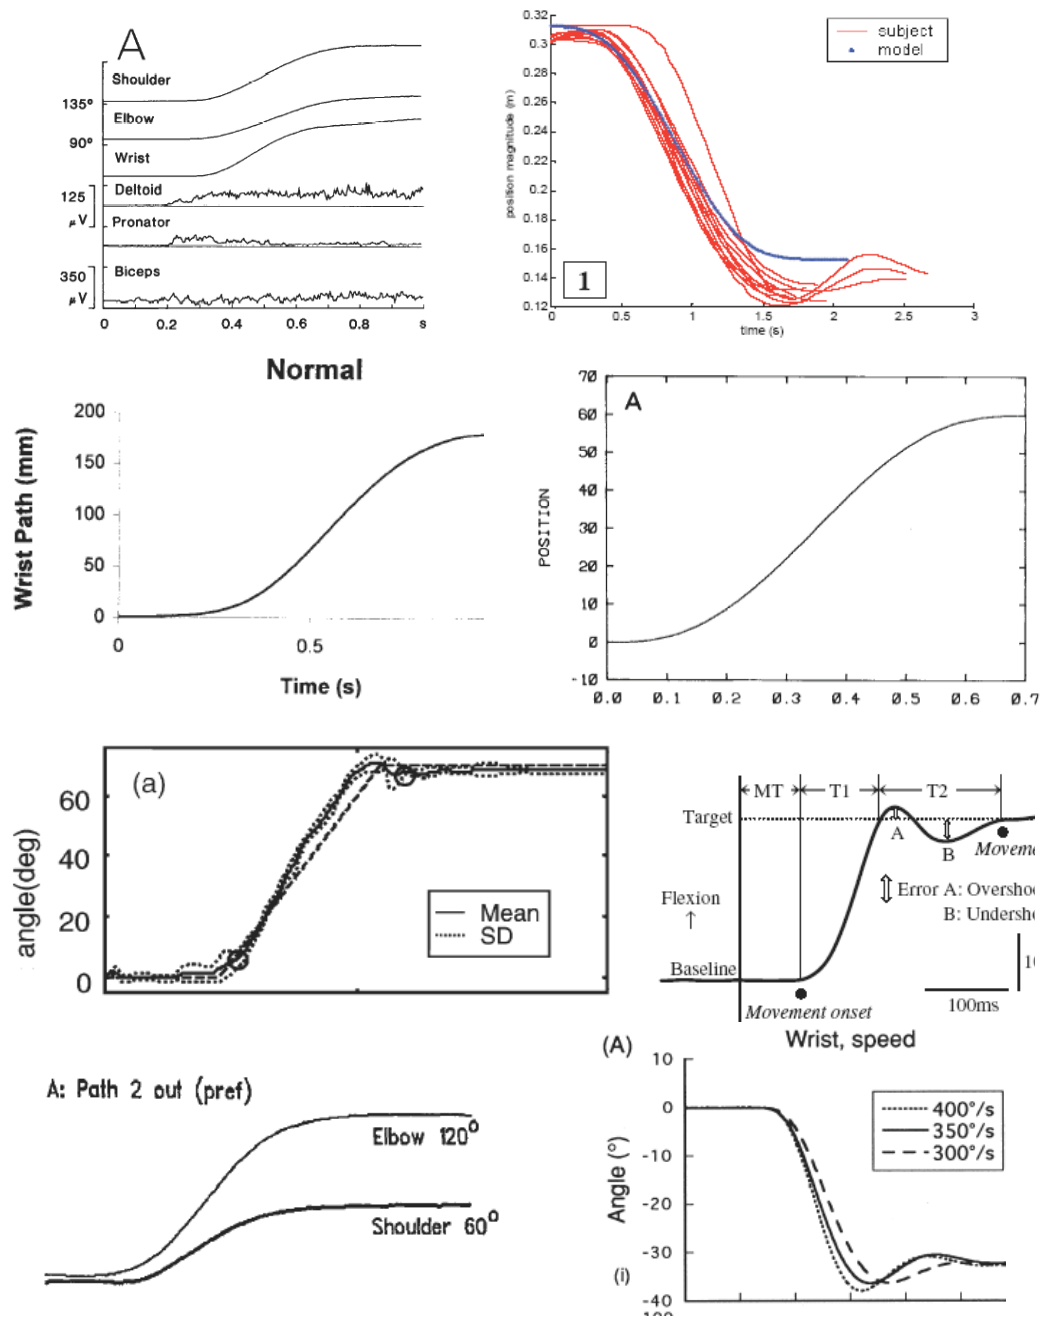 A
Shoulder
135°
Elbow
90°
Wrist
Deltoid
125
μV
Pronator
Biceps
350
μV
0 0.2 0.4 0.6 0.8 s
0.32
0.3
0.28
0.26
0.24
0.22
0.2
0.18
0.16
0.14
0.12
position magnitude (m)
subject
model
1
0 0.5 1 1.5 2 2.5 3
time (s)
Normal
200
150
100
50
0
Wrist Path (mm)
0 0.5
Time (s)
A
70
60
50
40
30
20
10
0
-10
POSITION
0.0 0.1 0.2 0.3 0.4 0.5 0.6 0.7
(a)
60
40
20
0
angle(deg)
Mean
SD
MT T1 T2
Target
A
B
Moveme
Error A: Overshoo
B: Undersho
Flexion
↑
Baseline
10
100ms
Movement onset
A: Path 2 out (pref)
Elbow 120°
Shoulder 60°
Wrist, speed
(A)
10
0
-10
-20
-30
-40
Angle (°)
400°/s
350°/s
300°/s
(i)